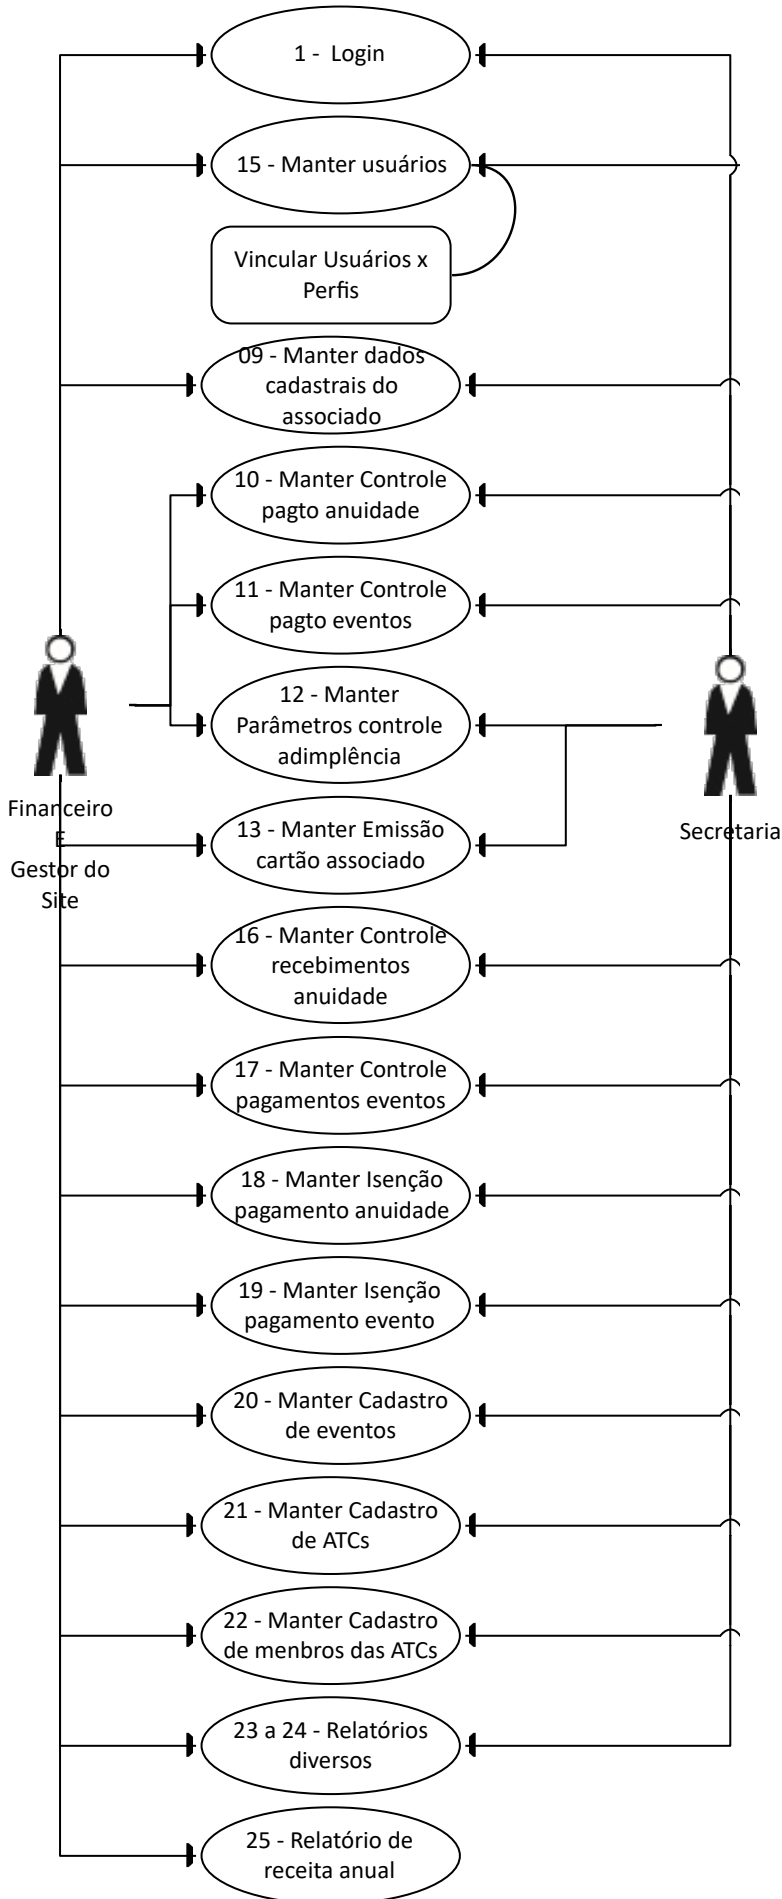 1 - Login
15 - Manter usuários
Vincular Usuários x
Perfis
09 - Manter dados
cadastrais do
associado
10 - Manter Controle
pagto anuidade
11 - Manter Controle
pagto eventos
12 - Manter
Parâmetros controle
adimplência
Financeiro
E
Gestor do
Site
Secretaria
13 - Manter Emissão
cartão associado
16 - Manter Controle
recebimentos
anuidade
17 - Manter Controle
pagamentos eventos
18 - Manter Isenção
pagamento anuidade
19 - Manter Isenção
pagamento evento
20 - Manter Cadastro
de eventos
21 - Manter Cadastro
de ATCs
22 - Manter Cadastro
de menbros das ATCs
23 a 24 - Relatórios
diversos
25 - Relatório de
receita anual